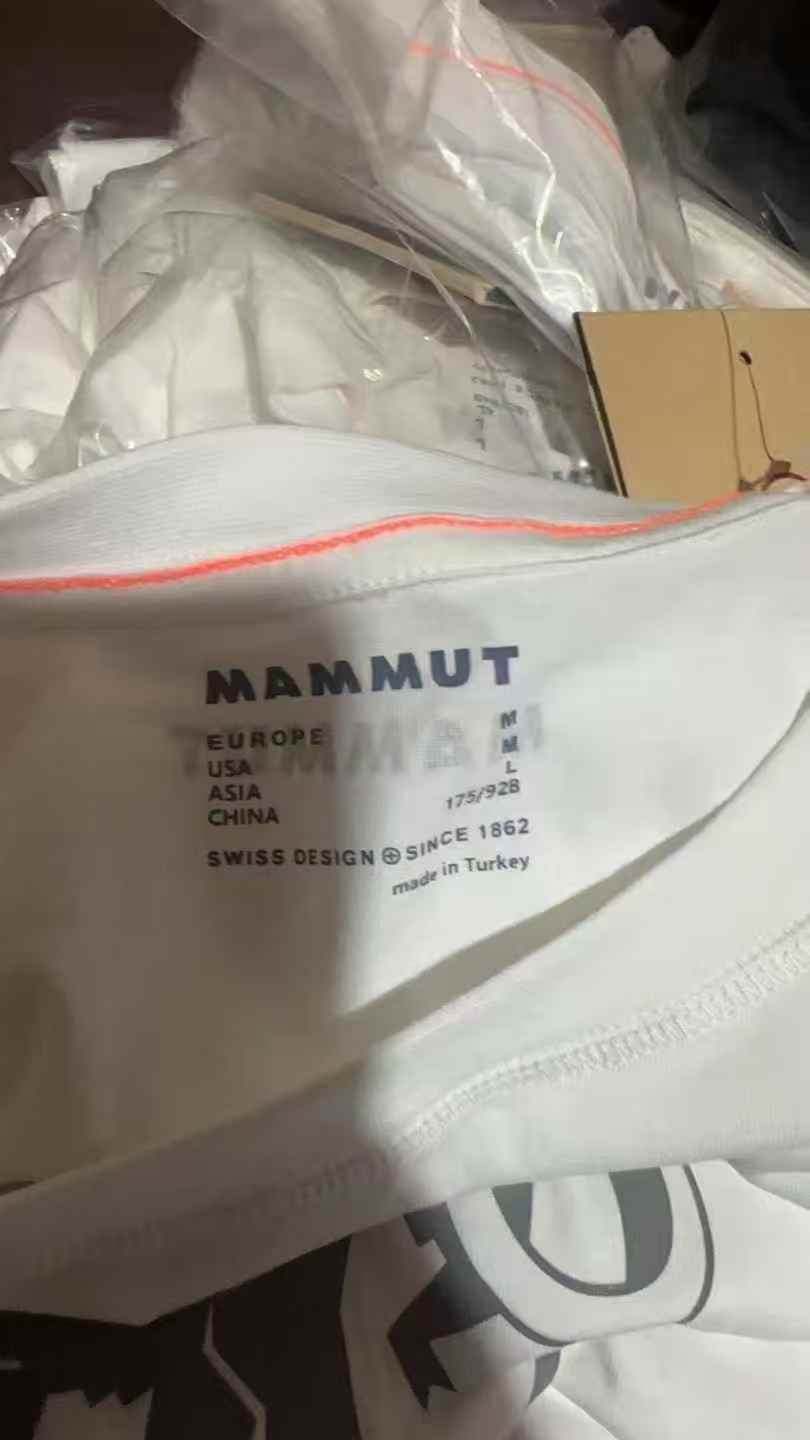 MAMMUT
EUROPE M
USA M
ASIA L
CHINA 175/92B
SWISS DESIGN ⊕ SINCE 1862
made in Turkey